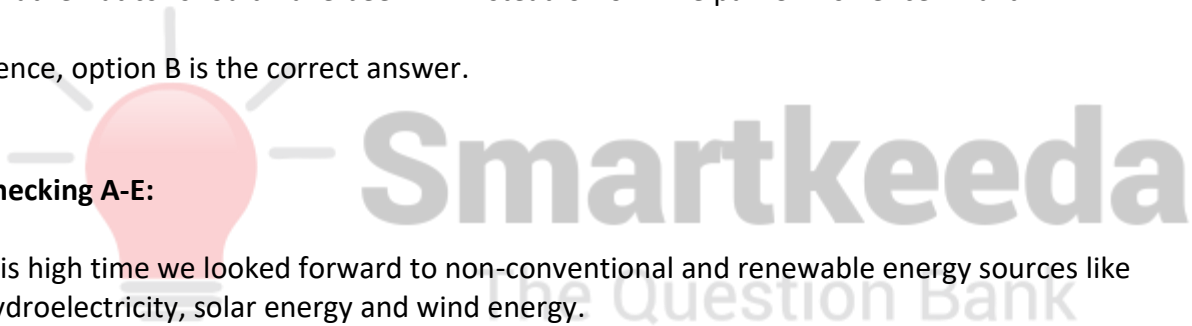 ence, option B is the correct answer.
Smartkeeda
hecking A-E:
is high time we looked forward to non-conventional and renewable energy sources like
The Question Bank
ydroelectricity, solar energy and wind energy.